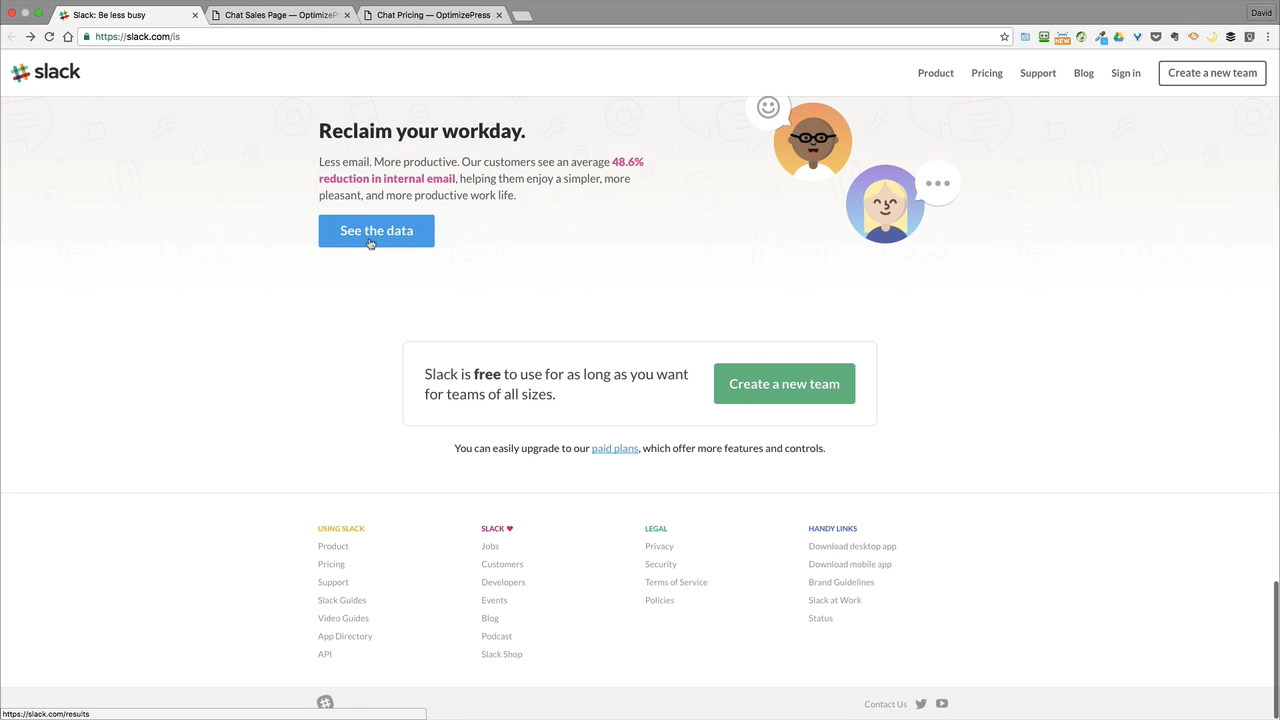 Slack: Be less busy
Chat Sales Page — OptimizeP
Chat Pricing — OptimizePress
David
https://slack.com/is
NEW
slack
Product
Pricing
Support
Blog
Sign in
Create a new team
Reclaim your workday.
Less email. More productive. Our customers see an average 48.6%
reduction in internal email, helping them enjoy a simpler, more
pleasant, and more productive work life.
See the data
Slack is free to use for as long as you want
for teams of all sizes.
Create a new team
You can easily upgrade to our paid plans, which offer more features and controls.
USING SLACK
Product
Pricing
Support
Slack Guides
Video Guides
App Directory
API
SLACK ♥
Jobs
Customers
Developers
Events
Blog
Podcast
Slack Shop
LEGAL
Privacy
Security
Terms of Service
Policies
HANDY LINKS
Download desktop app
Download mobile app
Brand Guidelines
Slack at Work
Status
Contact Us
https://slack.com/results